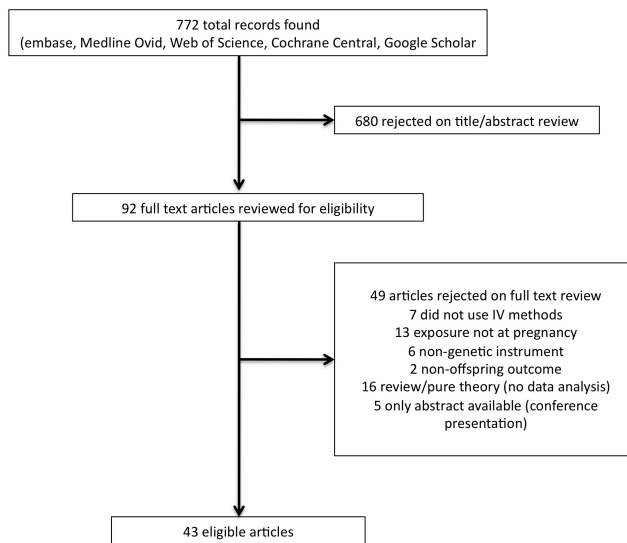 772 total records found
(embase, Medline Ovid, Web of Science, Cochrane Central, Google Scholar
680 rejected on title/abstract review
92 full text articles reviewed for eligibility
49 articles rejected on full text review
7 did not use IV methods
13 exposure not at pregnancy
6 non-genetic instrument
2 non-offspring outcome
16 review/pure theory (no data analysis)
5 only abstract available (conference
presentation)
43 eligible articles